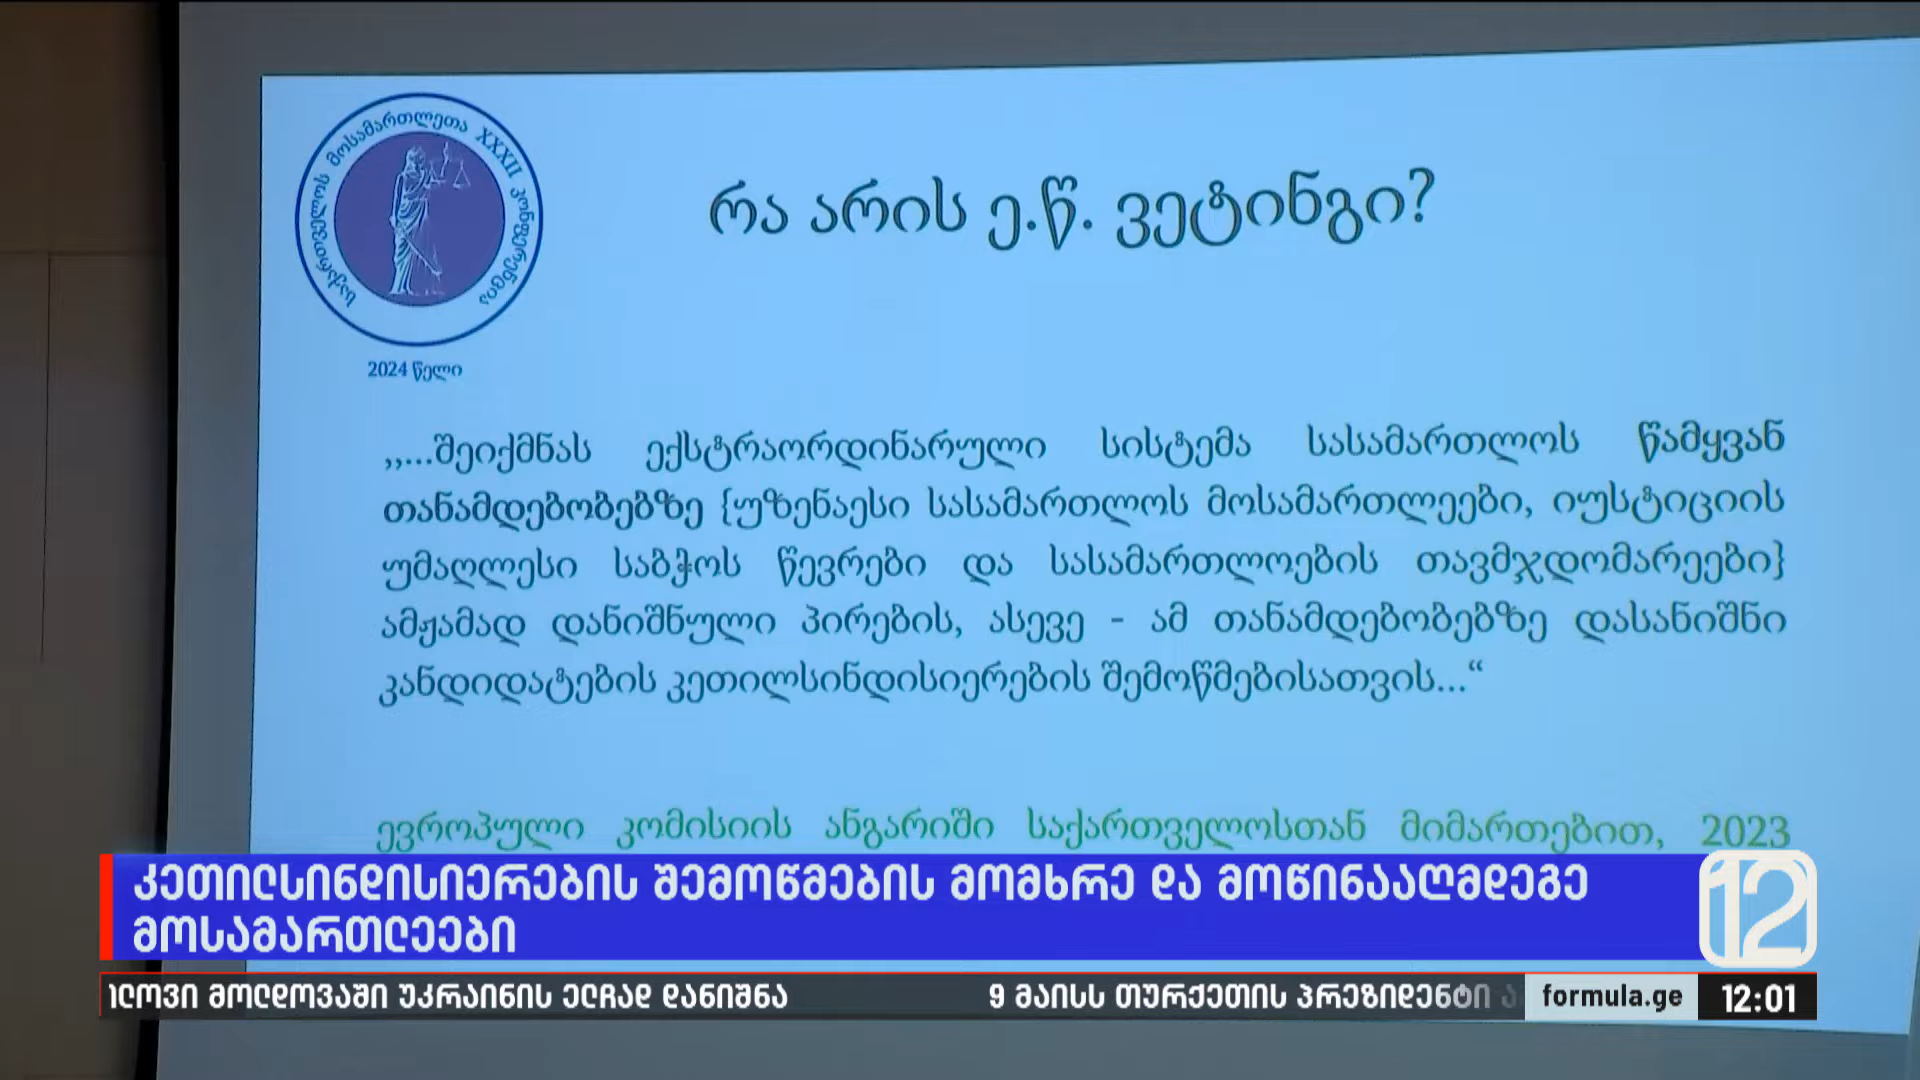 საქართველოს მოსამართლეთა XXXII კონფერენცია
2024 წელი
რა არის ე.წ. ვეტინგი?
,,...შეიქმნას ექსტრაორდინარული სისტემა სასამართლოს წამყვან
თანამდებობებზე {უზენაესი სასამართლოს მოსამართლეები, იუსტიციის
უმაღლესი საბჭოს წევრები და სასამართლოების თავმჯდომარეები}
ამჟამად დანიშნული პირების, ასევე - ამ თანამდებობებზე დასანიშნი
კანდიდატების კეთილსინდისიერების შემოწმებისათვის...“
ევროპული კომისიის ანგარიში საქართველოსთან მიმართებით, 2023
კეთილსინდისიერების შემოწმების მომხრე და მოწინააღმდეგე
მოსამართლეები
12
ილოვი მოლდოვაში უკრაინის ელჩად დანიშნა
9 მაისს თურქეთის პრეზიდენტი
formula.ge
12:01